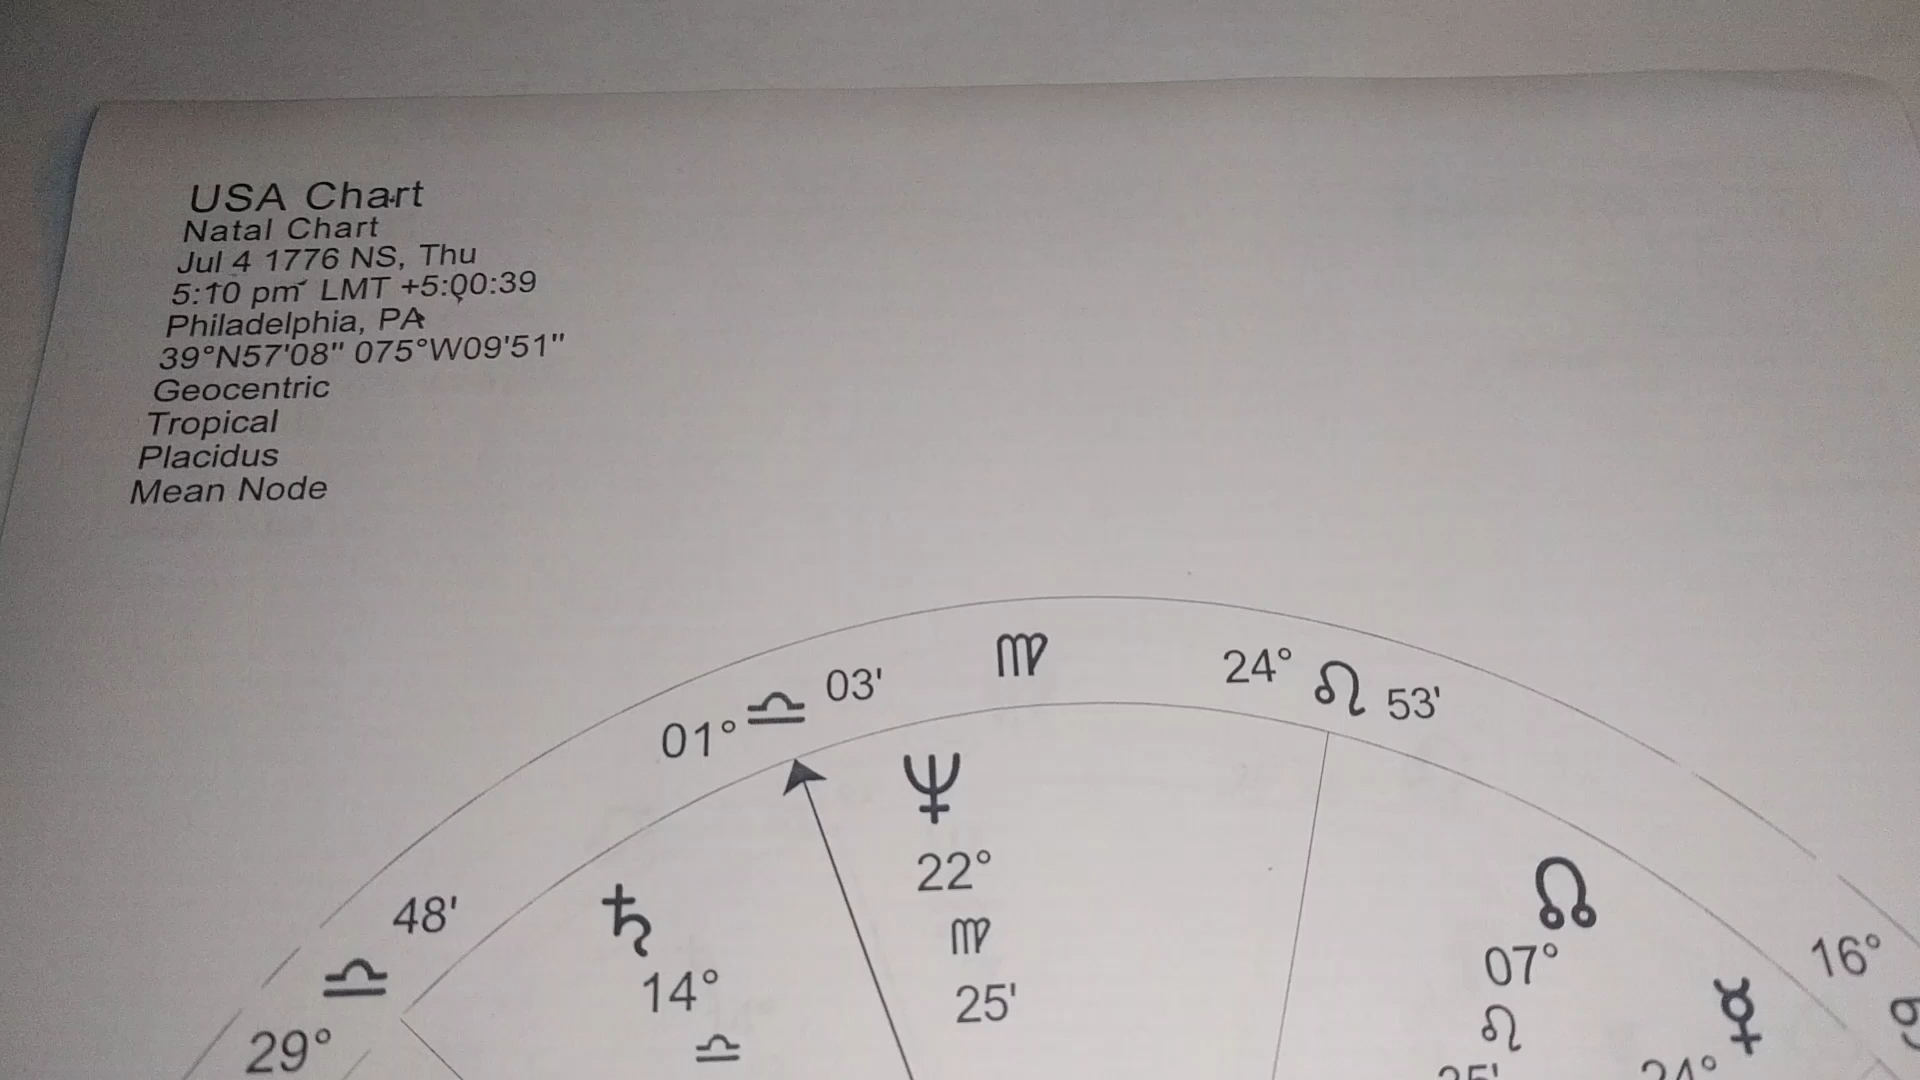 USA Chart
Natal Chart
Jul 4 1776 NS, Thu
5:10 pm LMT +5:00:39
Philadelphia, PA
39°N57'08" 075°W09'51"
Geocentric
Tropical
Placidus
Mean Node
01° ♎ 03' ♍ 24° ♌ 53'
♆
22°
♍
25'
48'
♎
29°
♄
14°
♎
☊
07°
♌
25'
16°
☿
24°